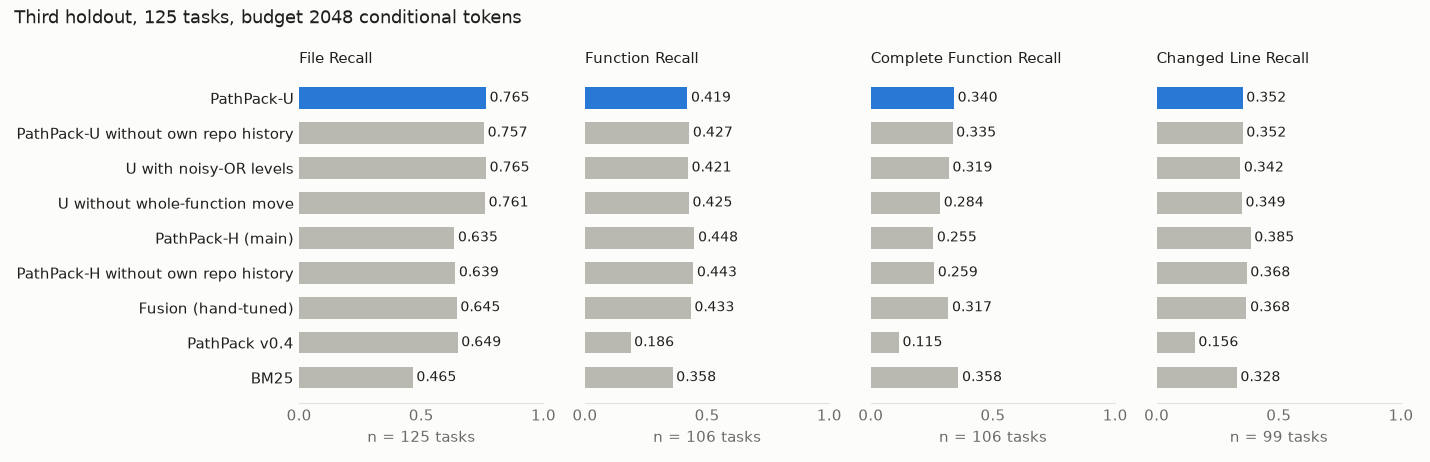 Third holdout, 125 tasks, budget 2048 conditional tokens
File Recall Function Recall Complete Function Recall Changed Line Recall
PathPack-U 0.765 0.419 0.340 0.352
PathPack-U without own repo history 0.757 0.427 0.335 0.352
U with noisy-OR levels 0.765 0.421 0.319 0.342
U without whole-function move 0.761 0.425 0.284 0.349
PathPack-H (main) 0.635 0.448 0.255 0.385
PathPack-H without own repo history 0.639 0.443 0.259 0.368
Fusion (hand-tuned) 0.645 0.433 0.317 0.368
PathPack v0.4 0.649 0.186 0.115 0.156
BM25 0.465 0.358 0.358 0.328
0.0 0.5 1.0 0.0 0.5 1.0 0.0 0.5 1.0 0.0 0.5 1.0
n = 125 tasks n = 106 tasks n = 106 tasks n = 99 tasks